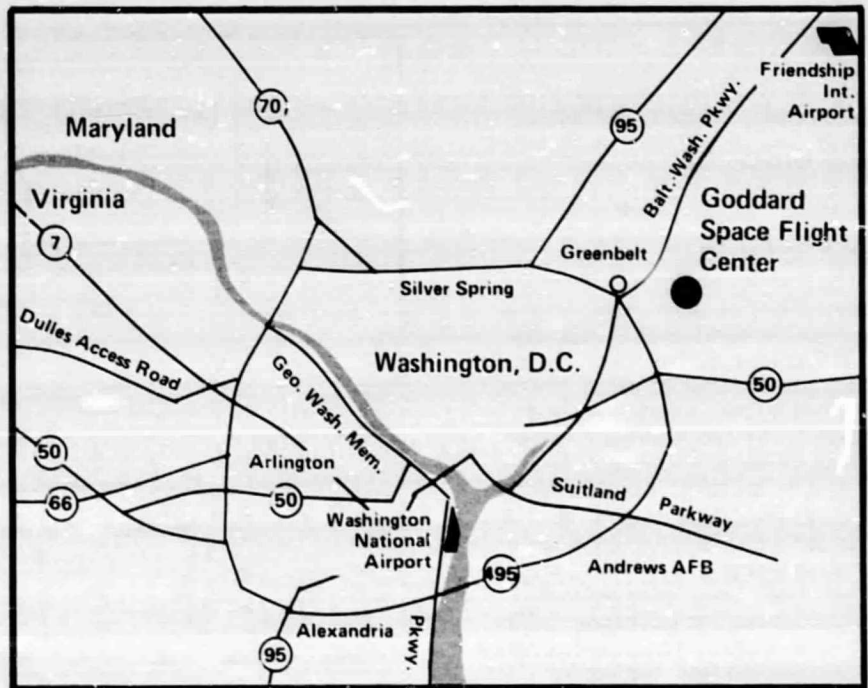 70
Maryland
95
Balt. Wash. Pkwy.
Friendship
Int.
Airport
Virginia
7
Goddard
Space Flight
Center
Greenbelt
Silver Spring
Dulles Access Road
Geo. Wash. Mem.
Washington, D.C.
50
50
66
Arlington
50
Washington
National
Airport
Suitland
Parkway
495
Andrews AFB
95
Alexandria
Pkwy.